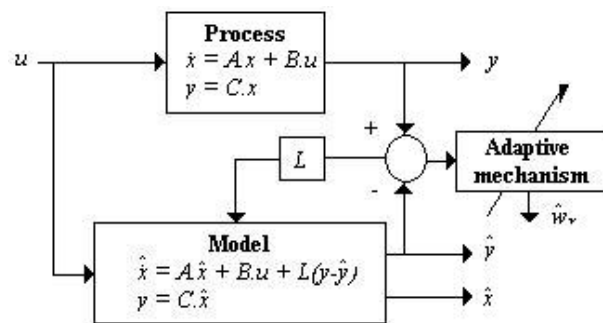 Process
ẋ = A.x + B.u
y = C.x
u
y
+
L
-
Adaptive
mechanism
ŵᵣ
Model
x̂̇ = A.x̂ + B.u + L(y-ŷ)
y = C.x̂
ŷ
x̂